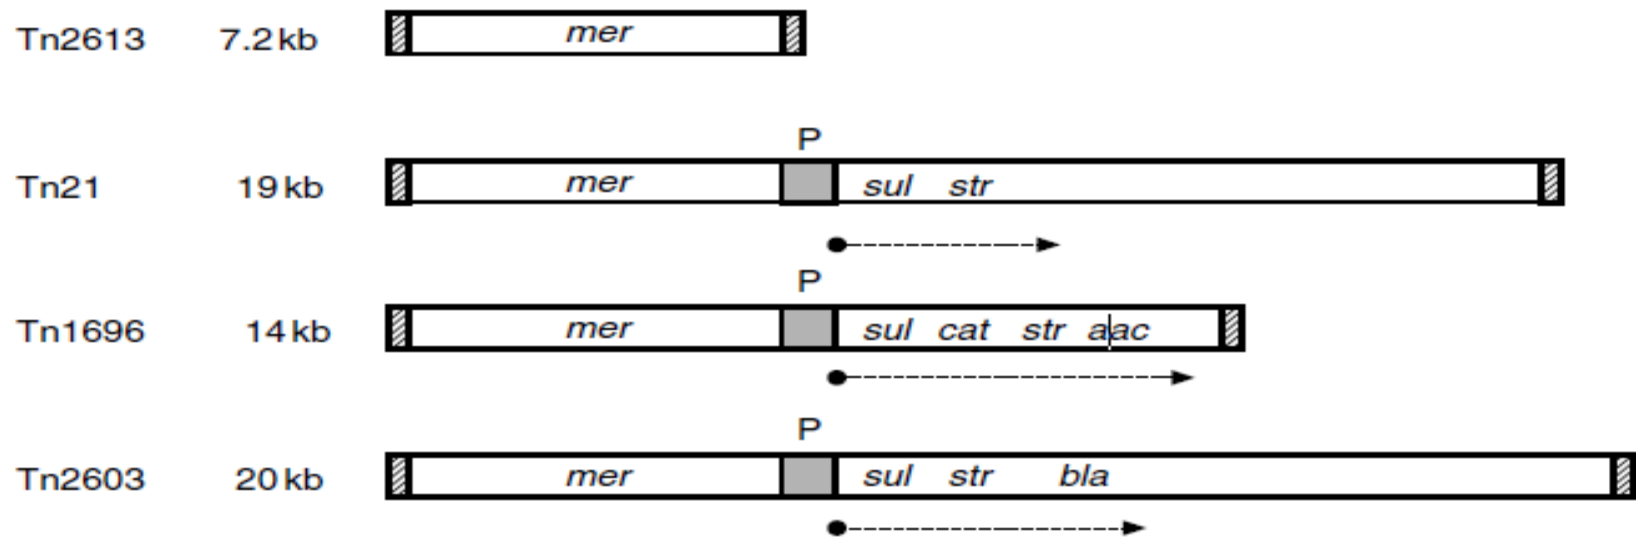 Tn2613 7.2 kb mer
P
Tn21 19 kb mer sul str
P
Tn1696 14 kb mer sul cat str aac
P
Tn2603 20 kb mer sul str bla